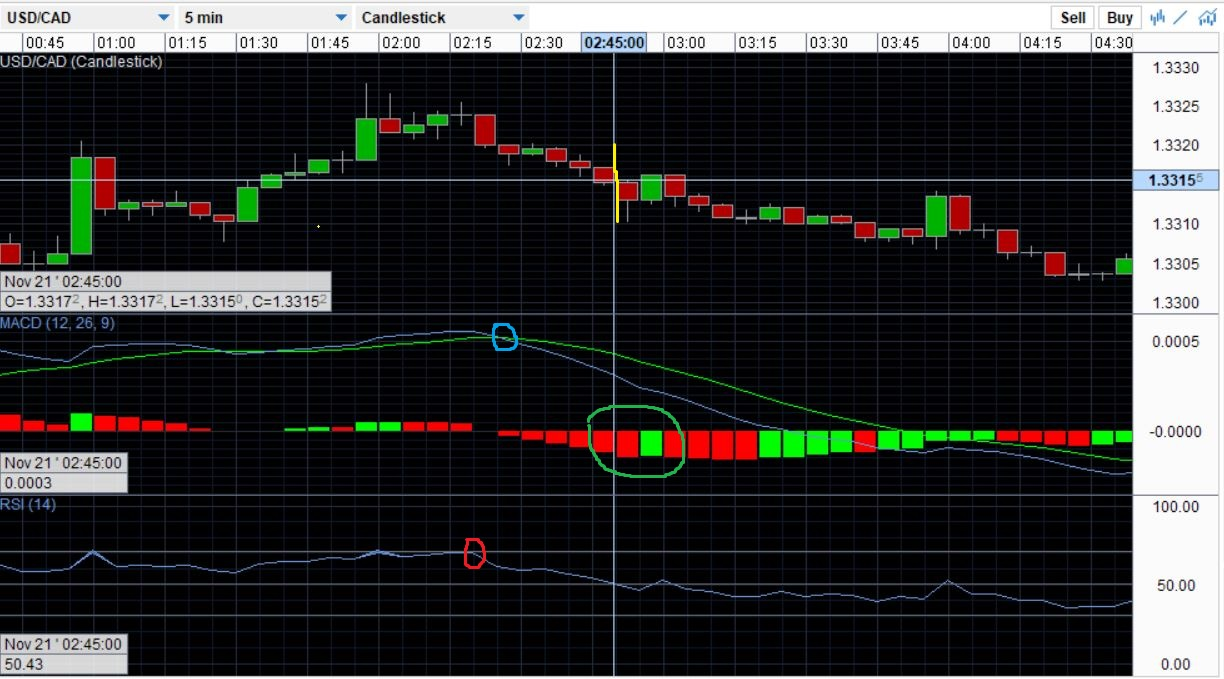 USD/CAD 5 min Candlestick Sell Buy
00:45 01:00 01:15 01:30 01:45 02:00 02:15 02:30 02:45:00 03:00 03:15 03:30 03:45 04:00 04:15 04:30
USD/CAD (Candlestick)
1.3330
1.3325
1.3320
1.3315⁵
1.3310
1.3305
1.3300
Nov 21 ' 02:45:00
O=1.3317², H=1.3317², L=1.3315⁰, C=1.3315²
MACD (12, 26, 9)
0.0005
-0.0000
Nov 21 ' 02:45:00
0.0003
RSI (14)
100.00
50.00
0.00
Nov 21 ' 02:45:00
50.43